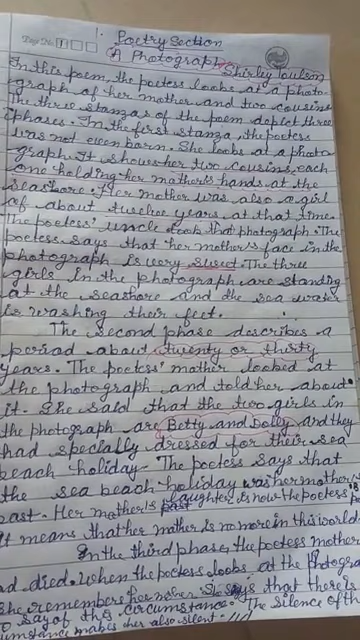 Page No. 1
1. Poetry Section
A Photograph Shirley Toulson
In this poem, the poetess looks at a photo-
graph of her mother and two cousins
The three stanzas of the poem depict three
phases. In the first stanza, the poetess
was not even born. She looks at a photo
graph. It shows her two cousins, each
one holding her mother's hands at the
seashore. Her mother was also a girl
of about twelve years, at that time.
The poetess' uncle took that photograph. The
poetess says that her mother's face in the
photograph is very sweet. The three
girls in the photograph are standing
at the seashore and the sea water
is washing their feet.
The second phase describes a
period about twenty or thirty
years. The poetess' mother looked at
the photograph and told her about
it. She said that the two girls in
the photograph are Betty and Dolly and they
had specially dressed for their sea
beach holiday. The poetess says that
the sea beach holiday was her mother's
past. Her mother's laughter is now the poetess's
past
It means that her mother is no more in this world.
In the third phase, the poetess mother
had died. When the poetess looks at the photogra
She remembers her mother. She says that there is
to say of this circumstance. The silence of th
cumstance makes her also silent.